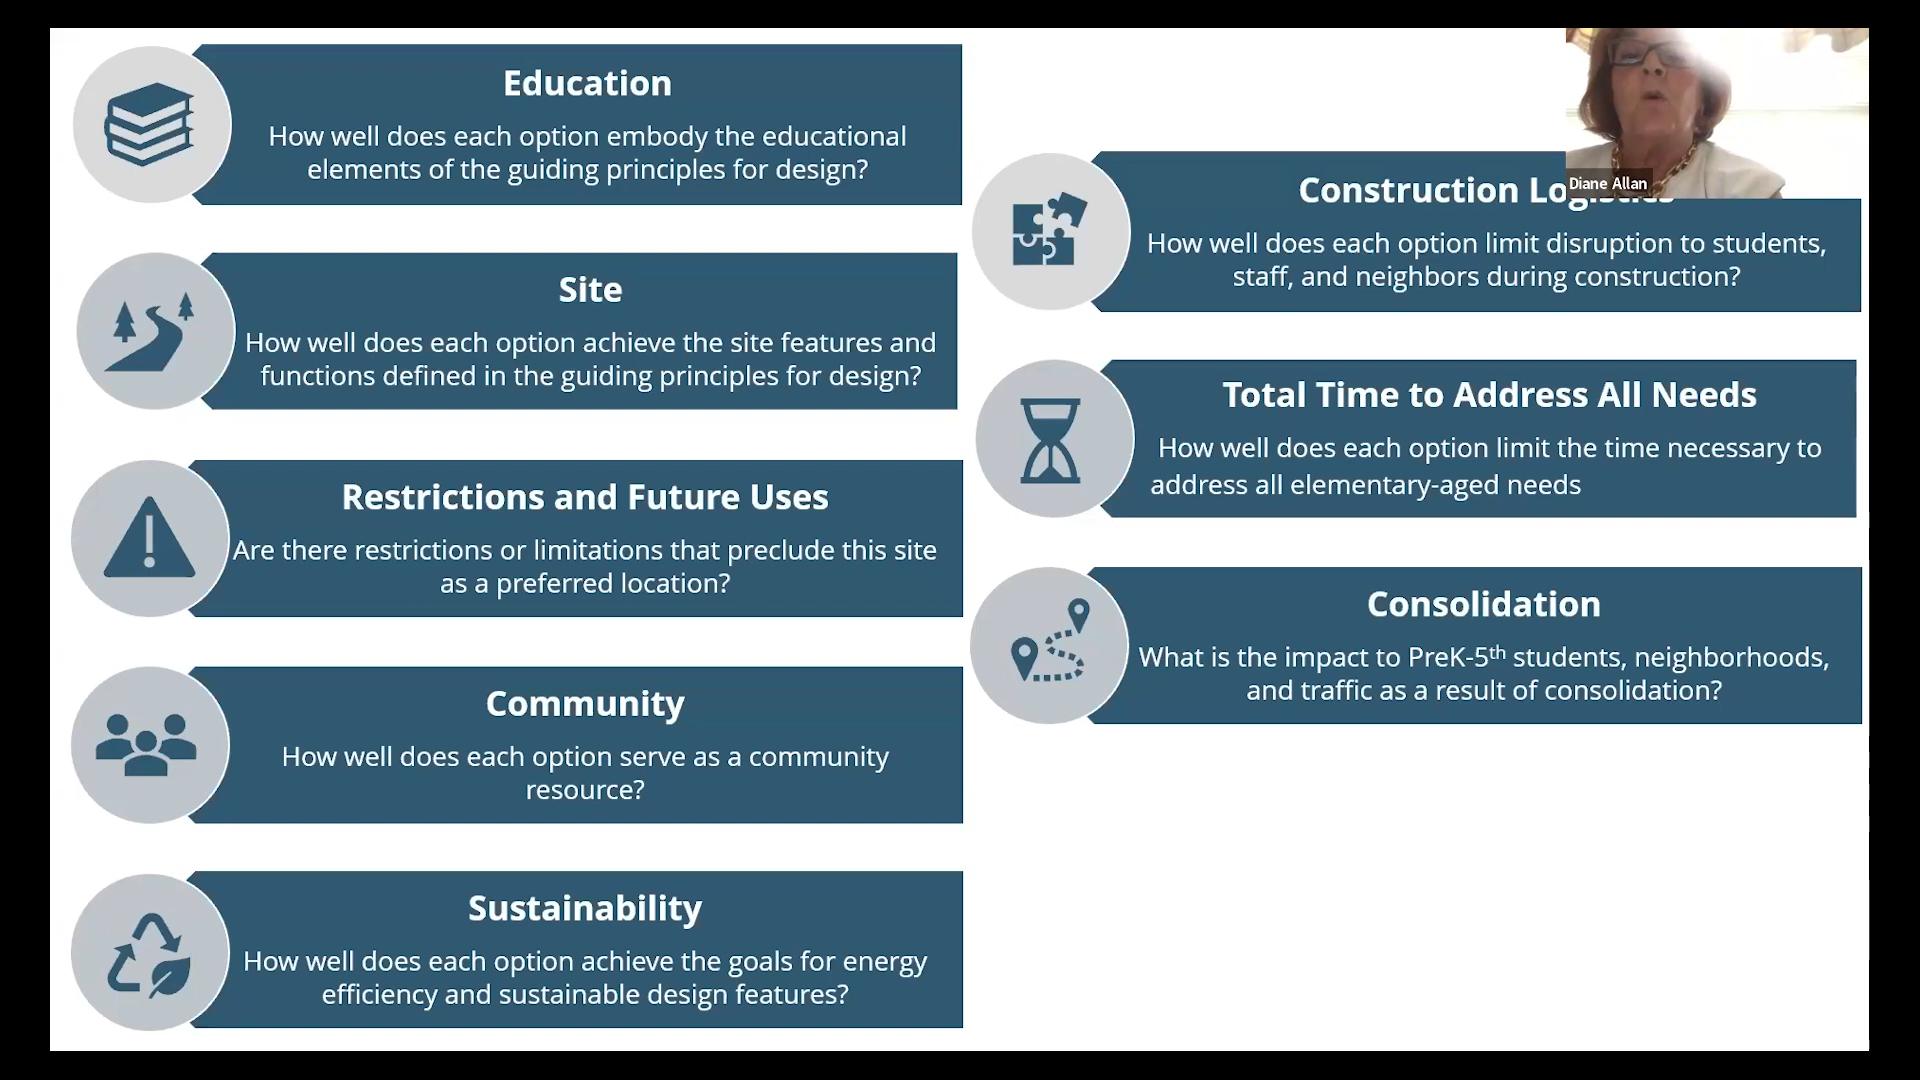 Education
How well does each option embody the educational
elements of the guiding principles for design?
Site
How well does each option achieve the site features and
functions defined in the guiding principles for design?
Restrictions and Future Uses
Are there restrictions or limitations that preclude this site
as a preferred location?
Community
How well does each option serve as a community
resource?
Sustainability
How well does each option achieve the goals for energy
efficiency and sustainable design features?
Diane Allan
Construction Logistics
How well does each option limit disruption to students,
staff, and neighbors during construction?
Total Time to Address All Needs
How well does each option limit the time necessary to
address all elementary-aged needs
Consolidation
What is the impact to PreK-5th students, neighborhoods,
and traffic as a result of consolidation?